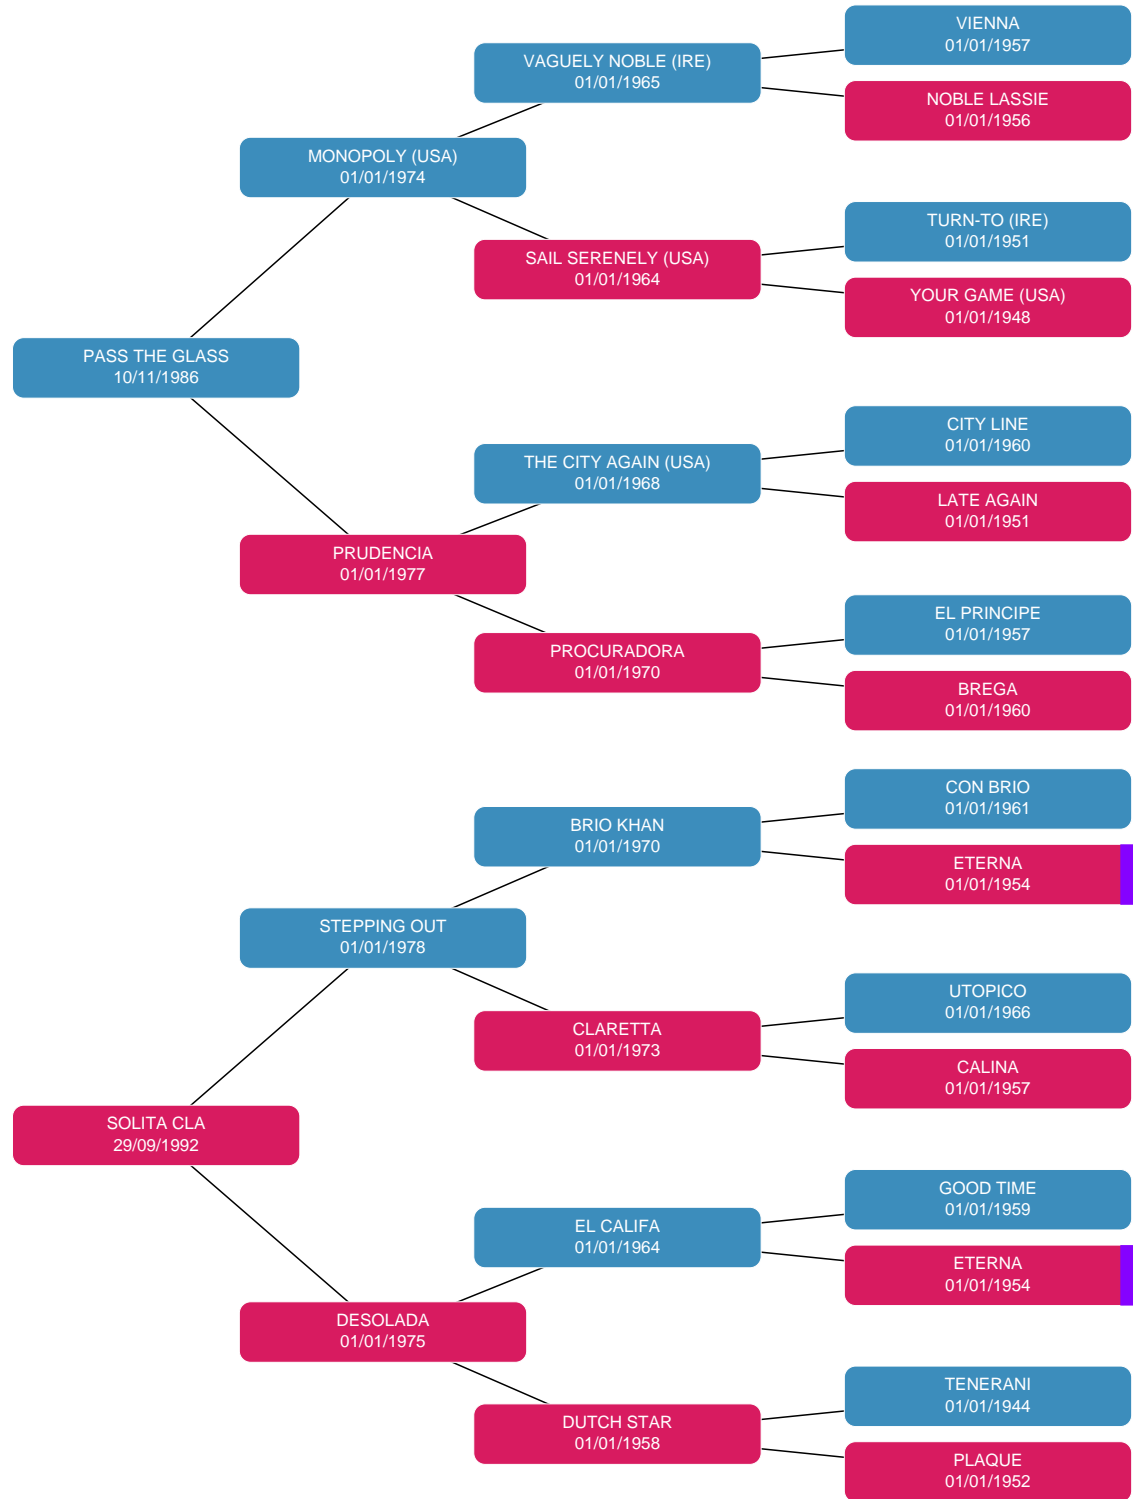 VIENNA
01/01/1957
VAGUELY NOBLE (IRE)
01/01/1965
NOBLE LASSIE
01/01/1956
MONOPOLY (USA)
01/01/1974
TURN-TO (IRE)
01/01/1951
SAIL SERENELY (USA)
01/01/1964
YOUR GAME (USA)
01/01/1948
PASS THE GLASS
10/11/1986
CITY LINE
01/01/1960
THE CITY AGAIN (USA)
01/01/1968
LATE AGAIN
01/01/1951
PRUDENCIA
01/01/1977
EL PRINCIPE
01/01/1957
PROCURADORA
01/01/1970
BREGA
01/01/1960
CON BRIO
01/01/1961
BRIO KHAN
01/01/1970
ETERNA
01/01/1954
STEPPING OUT
01/01/1978
UTOPICO
01/01/1966
CLARETTA
01/01/1973
CALINA
01/01/1957
SOLITA CLA
29/09/1992
GOOD TIME
01/01/1959
EL CALIFA
01/01/1964
ETERNA
01/01/1954
DESOLADA
01/01/1975
TENERANI
01/01/1944
DUTCH STAR
01/01/1958
PLAQUE
01/01/1952